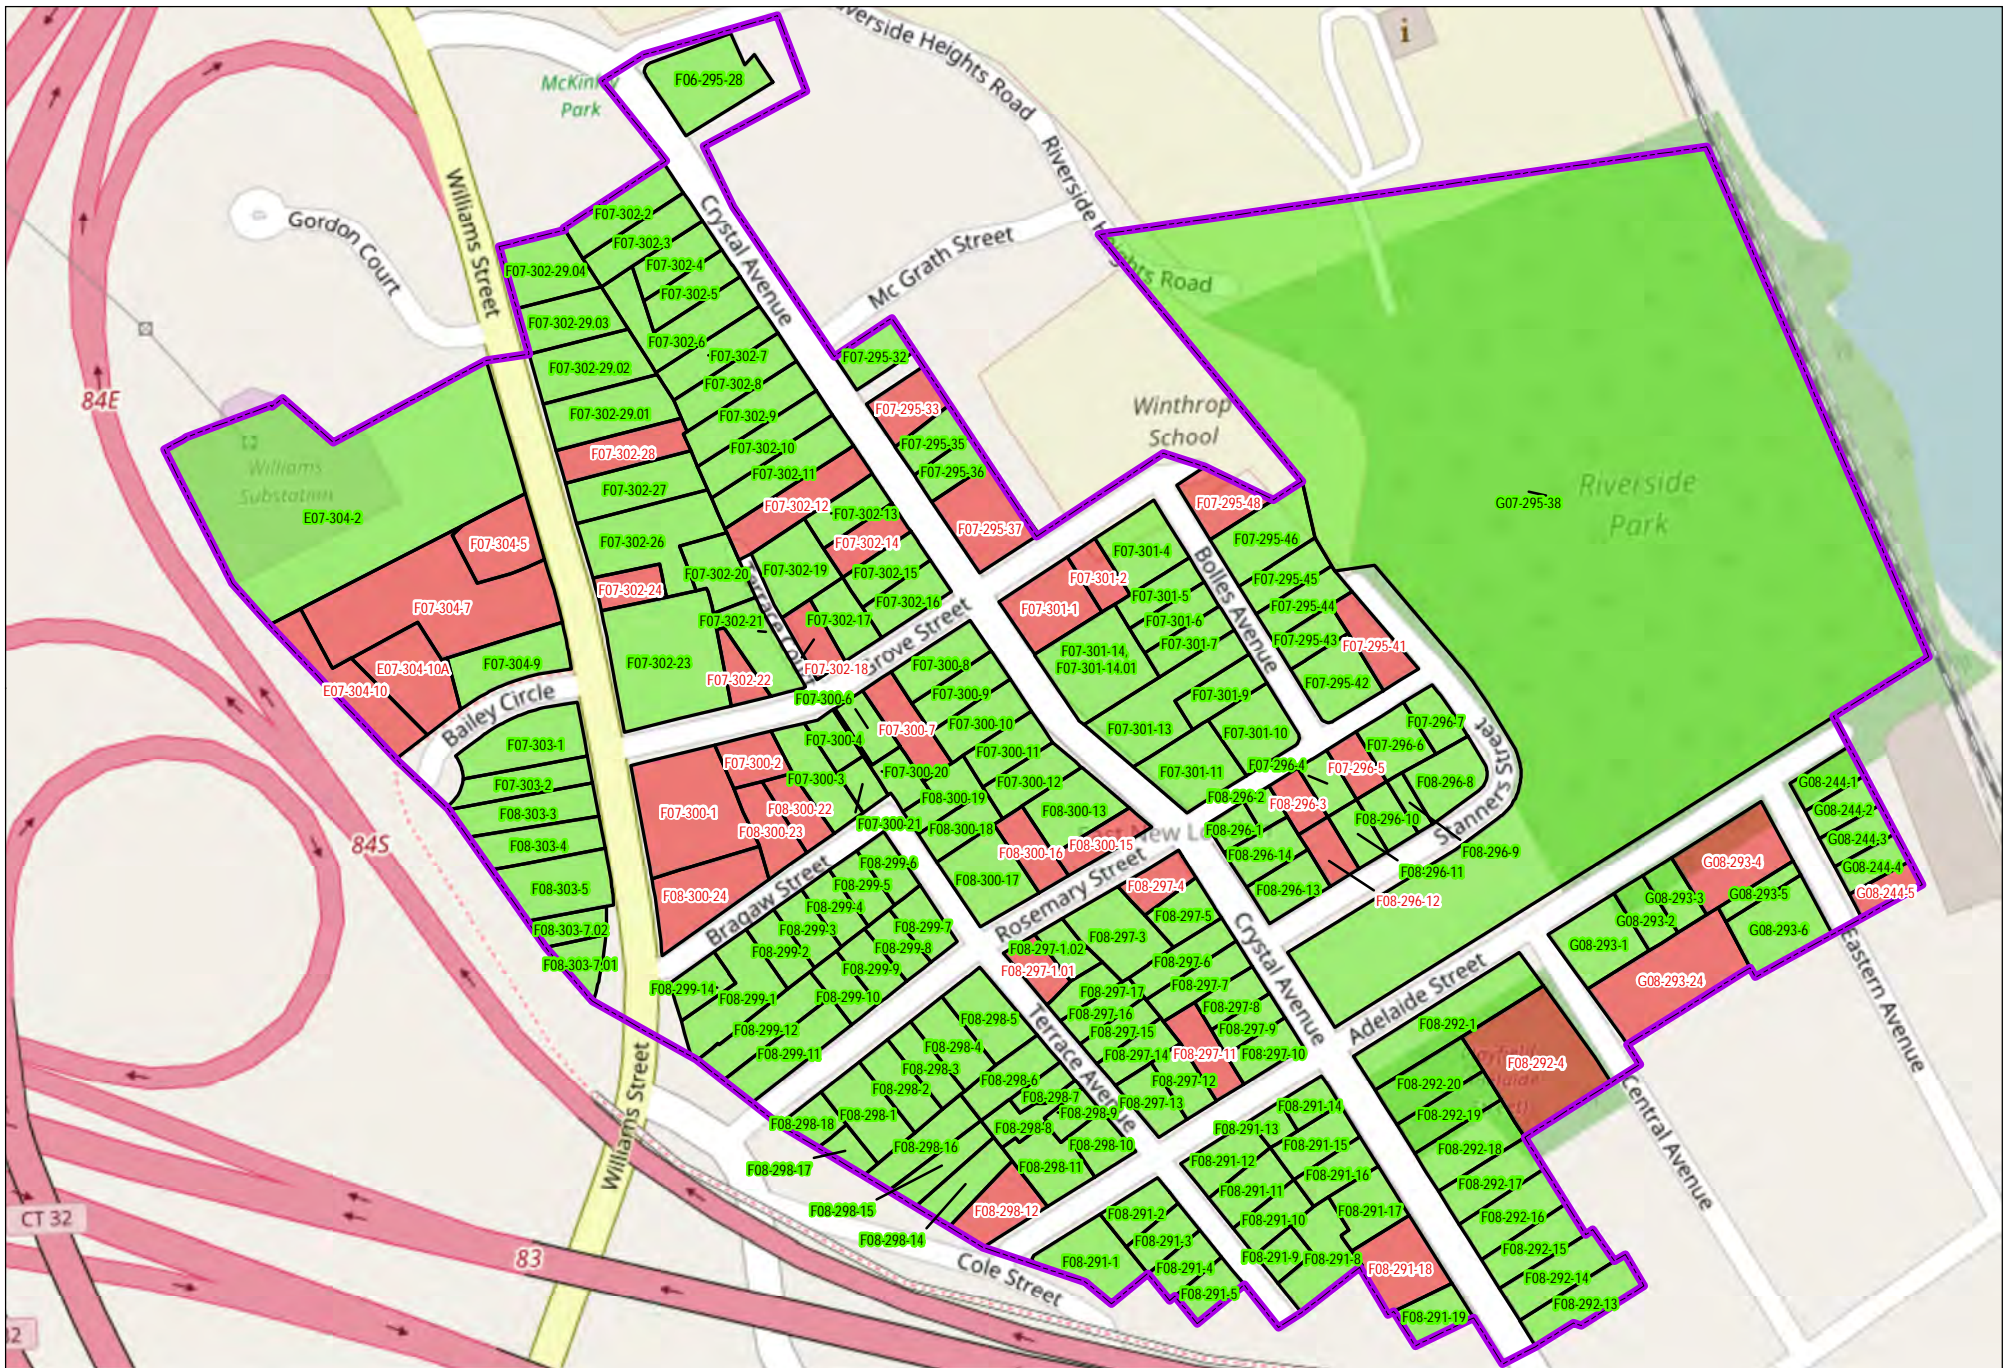 F06-295-28
McKinley
Park
Riverside Heights Road
Riverside Heights Road
i
Williams Street
Gordon Court
Crystal Avenue
Mc Grath Street
F07-302-2
F07-302-3
F07-302-29.04
F07-302-4
F07-302-5
F07-302-29.03
F07-302-6
F07-302-7
F07-295-32
F07-302-29.02
F07-302-8
84E
F07-302-29.01
F07-302-9
F07-295-33
Winthrop
School
F07-302-28
F07-302-10
F07-295-35
F07-302-11
F07-295-36
Williams
Substation
F07-302-27
F07-302-12
F07-302-13
F07-295-37
F07-295-48
G07-295-38
Riverside
Park
E07-304-2
F07-304-5
F07-302-26
F07-302-14
F07-295-46
F07-301-4
F07-302-20
F07-302-19
F07-302-15
F07-301-2
Bolles Avenue
F07-295-45
F07-302-24
F07-302-16
F07-301-1
F07-301-5
F07-295-44
F07-304-7
F07-302-21
F07-302-17
F07-301-6
F07-295-43
F07-295-41
Terrace Court
Grove Street
F07-301-7
F07-301-14,
F07-301-14.01
F07-304-9
F07-302-23
F07-302-22
F07-302-18
F07-300-8
F07-295-42
E07-304-10A
E07-304-10
Bailey Circle
F07-300-6
F07-300-9
F07-301-9
F07-300-10
F07-300-7
F07-301-13
F07-301-10
F07-296-7
F07-303-1
F07-300-4
F07-300-11
F07-296-6
Stanners Street
F07-300-2
F07-300-3
F07-300-20
F07-300-12
F07-301-11
F07-296-4
F07-296-5
F08-296-8
F07-303-2
F08-300-19
F08-296-2
F08-296-3
G08-244-1
F08-303-3
F07-300-1
F08-300-22
F08-300-13
F08-296-10
G08-244-2
F08-300-23
F07-300-21
F08-300-18
East New London
F08-296-1
84S
F08-303-4
F08-300-16
F08-300-15
F08-296-14
F08-296-9
G08-244-3
F08-299-6
F08-296-11
G08-293-4
G08-244-4
F08-303-5
F08-300-24
F08-299-5
F08-300-17
Rosemary Street
F08-297-4
F08-296-13
F08-296-12
G08-293-5
G08-244-5
Bragaw Street
F08-299-4
F08-297-5
G08-293-3
G08-293-2
F08-303-7.02
F08-299-3
F08-299-7
F08-297-3
G08-293-6
F08-299-2
F08-299-8
F08-297-1.02
G08-293-1
F08-303-7.01
F08-299-9
F08-297-1.01
F08-297-6
Crystal Avenue
G08-293-24
F08-299-14
F08-299-1
F08-299-10
F08-297-17
F08-297-7
F08-297-8
Eastern Avenue
F08-299-12
F08-298-5
Terrace Avenue
F08-297-16
F08-297-15
F08-297-9
Adelaide Street
F08-292-1
F08-299-11
F08-298-4
F08-297-14
F08-297-11
F08-297-10
F08-292-4
F08-298-3
F08-298-6
F08-297-12
F08-292-20
F08-298-2
F08-298-7
F08-297-13
F08-298-1
F08-298-9
F08-291-14
F08-292-19
F08-298-18
F08-298-8
F08-291-13
Central Avenue
Williams Street
F08-298-16
F08-298-10
F08-291-15
F08-292-18
F08-298-17
F08-298-11
F08-291-12
F08-291-16
F08-292-17
F08-298-15
F08-298-12
F08-291-11
F08-291-17
F08-292-16
CT 32
F08-291-2
F08-291-10
F08-298-14
F08-291-3
F08-292-15
83
F08-291-1
F08-291-4
F08-291-9
F08-291-8
F08-291-18
F08-292-14
Cole Street
F08-291-5
F08-292-13
F08-291-19